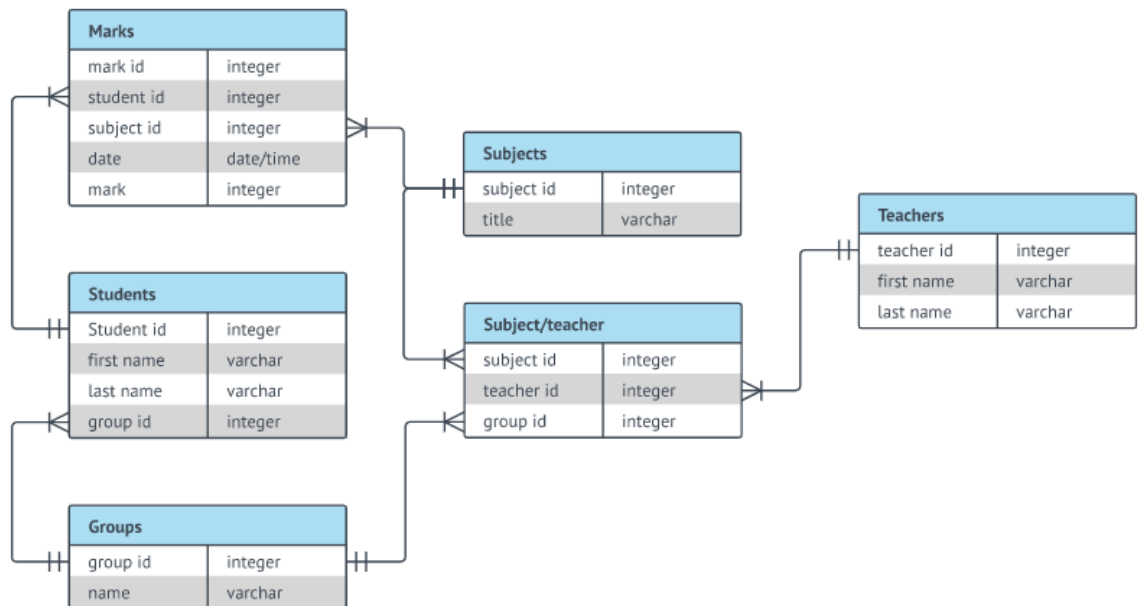 Marks
mark id integer
student id integer
subject id integer
date date/time
mark integer
Subjects
subject id integer
title varchar
Teachers
teacher id integer
first name varchar
last name varchar
Students
Student id integer
first name varchar
last name varchar
group id integer
Subject/teacher
subject id integer
teacher id integer
group id integer
Groups
group id integer
name varchar